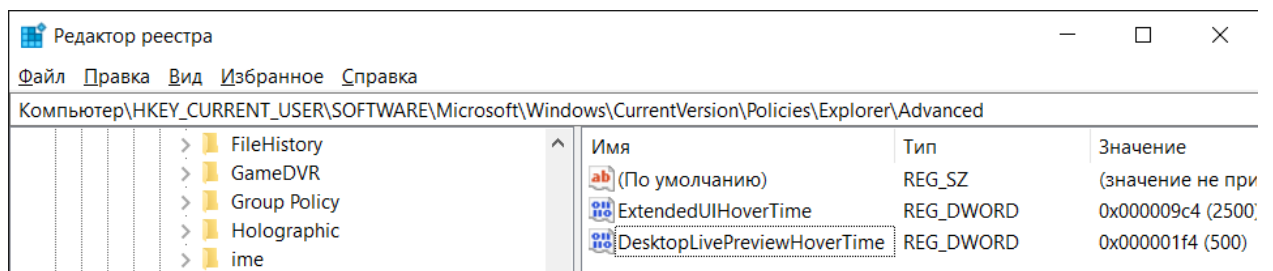 Редактор реестра
Файл Правка Вид Избранное Справка
Компьютер\HKEY_CURRENT_USER\SOFTWARE\Microsoft\Windows\CurrentVersion\Policies\Explorer\Advanced
FileHistory
GameDVR
Group Policy
Holographic
ime
Имя Тип Значение
(По умолчанию) REG_SZ (значение не при
ExtendedUIHoverTime REG_DWORD 0x000009c4 (2500)
DesktopLivePreviewHoverTime REG_DWORD 0x000001f4 (500)